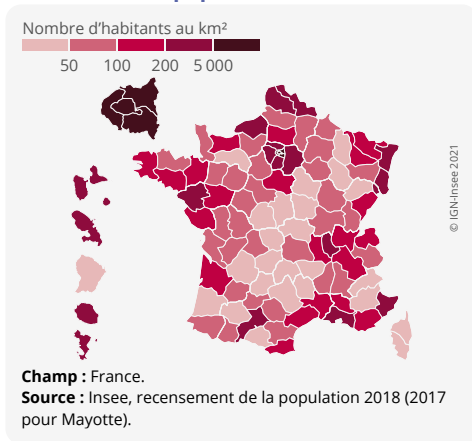 Nombre d'habitants au km²
50 100 200 5 000
© IGN-Insee 2021
Champ : France.
Source : Insee, recensement de la population 2018 (2017
pour Mayotte).